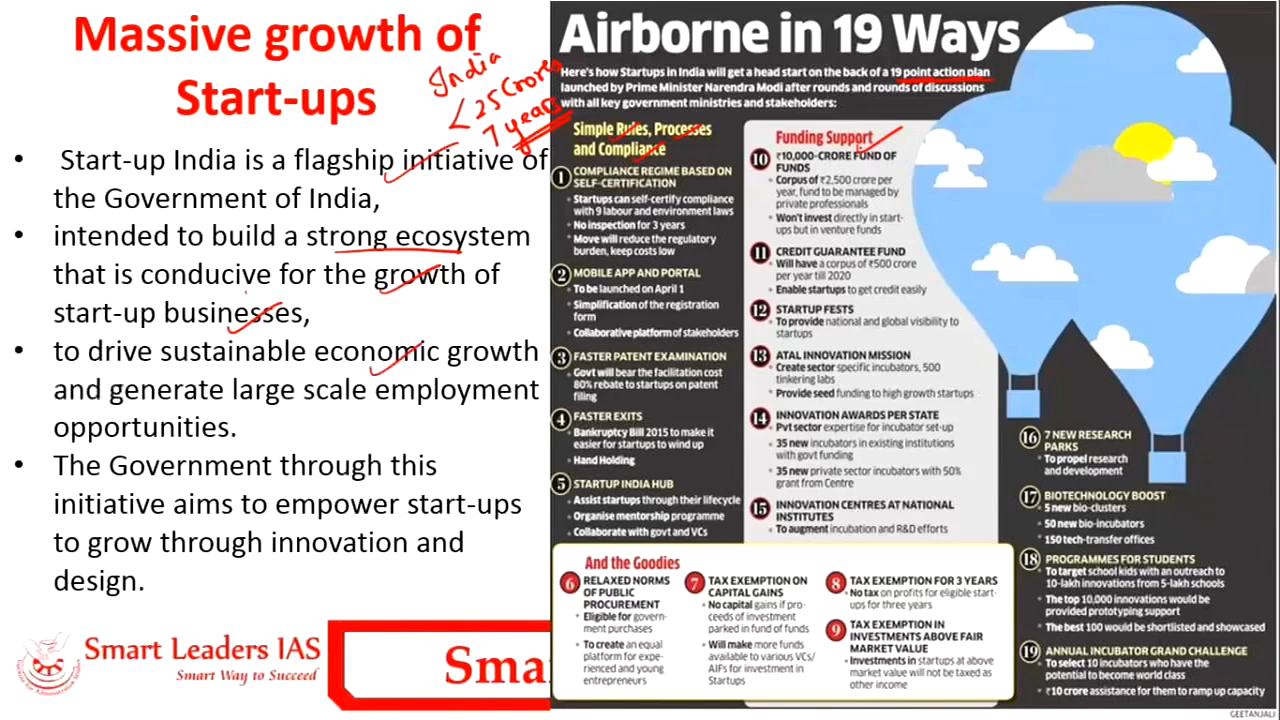 Massive growth of
Start-ups
India
< 25 Crores
7 years
• Start-up India is a flagship initiative of
the Government of India,
• intended to build a strong ecosystem
that is conducive for the growth of
start-up businesses,
• to drive sustainable economic growth
and generate large scale employment
opportunities.
• The Government through this
initiative aims to empower start-ups
to grow through innovation and
design.
Smart Leaders IAS
Smart Way to Succeed
Sma
Airborne in 19 Ways
Here's how Startups in India will get a head start on the back of a 19 point action plan
launched by Prime Minister Narendra Modi after rounds and rounds of discussions
with all key government ministries and stakeholders:
Simple Rules, Processes
and Compliance
1 COMPLIANCE REGIME BASED ON
SELF-CERTIFICATION
• Startups can self-certify compliance
with 9 labour and environment laws
• No inspection for 3 years
• Move will reduce the regulatory
burden, keep costs low
2 MOBILE APP AND PORTAL
• To be launched on April 1
• Simplification of the registration
form
• Collaborative platform of stakeholders
3 FASTER PATENT EXAMINATION
• Govt will bear the facilitation cost
80% rebate to startups on patent
filing
4 FASTER EXITS
• Bankruptcy Bill 2015 to make it
easier for startups to wind up
• Hand Holding
5 STARTUP INDIA HUB
• Assist startups through their lifecycle
• Organise mentorship programme
• Collaborate with govt and VCs
Funding Support
10 ₹10,000-CRORE FUND OF
FUNDS
• Corpus of ₹2,500 crore per
year, fund to be managed by
private professionals
• Won't invest directly in start-
ups but in venture funds
11 CREDIT GUARANTEE FUND
• Will have a corpus of ₹500 crore
per year till 2020
• Enable startups to get credit easily
12 STARTUP FESTS
• To provide national and global visibility to
startups
13 ATAL INNOVATION MISSION
• Create sector specific incubators, 500
tinkering labs
• Provide seed funding to high growth startups
14 INNOVATION AWARDS PER STATE
• Pvt sector expertise for incubator set-up
• 35 new incubators in existing institutions
with govt funding
• 35 new private sector incubators with 50%
grant from Centre
15 INNOVATION CENTRES AT NATIONAL
INSTITUTES
• To augment incubation and R&D efforts
And the Goodies
6 RELAXED NORMS
OF PUBLIC
PROCUREMENT
• Eligible for govern-
ment purchases
• To create an equal
platform for expe-
rienced and young
entrepreneurs
7 TAX EXEMPTION ON
CAPITAL GAINS
• No capital gains if pro-
ceeds of investment
parked in fund of funds
• Will make more funds
available to various VCs/
AIFs for investment in
Startups
8 TAX EXEMPTION FOR 3 YEARS
• No tax on profits for eligible start-
ups for three years
9 TAX EXEMPTION IN
INVESTMENTS ABOVE FAIR
MARKET VALUE
• Investments in startups at above
market value will not be taxed as
other income
16 7 NEW RESEARCH
PARKS
• To propel research
and development
17 BIOTECHNOLOGY BOOST
• 5 new bio-clusters
• 50 new bio-incubators
• 150 tech-transfer offices
18 PROGRAMMES FOR STUDENTS
• To target school kids with an outreach to
10-lakh innovations from 5-lakh schools
• The top 10,000 innovations would be
provided prototyping support
• The best 100 would be shortlisted and showcased
19 ANNUAL INCUBATOR GRAND CHALLENGE
• To select 10 incubators who have the
potential to become world class
• ₹10 crore assistance for them to ramp up capacity
GEETANJALI